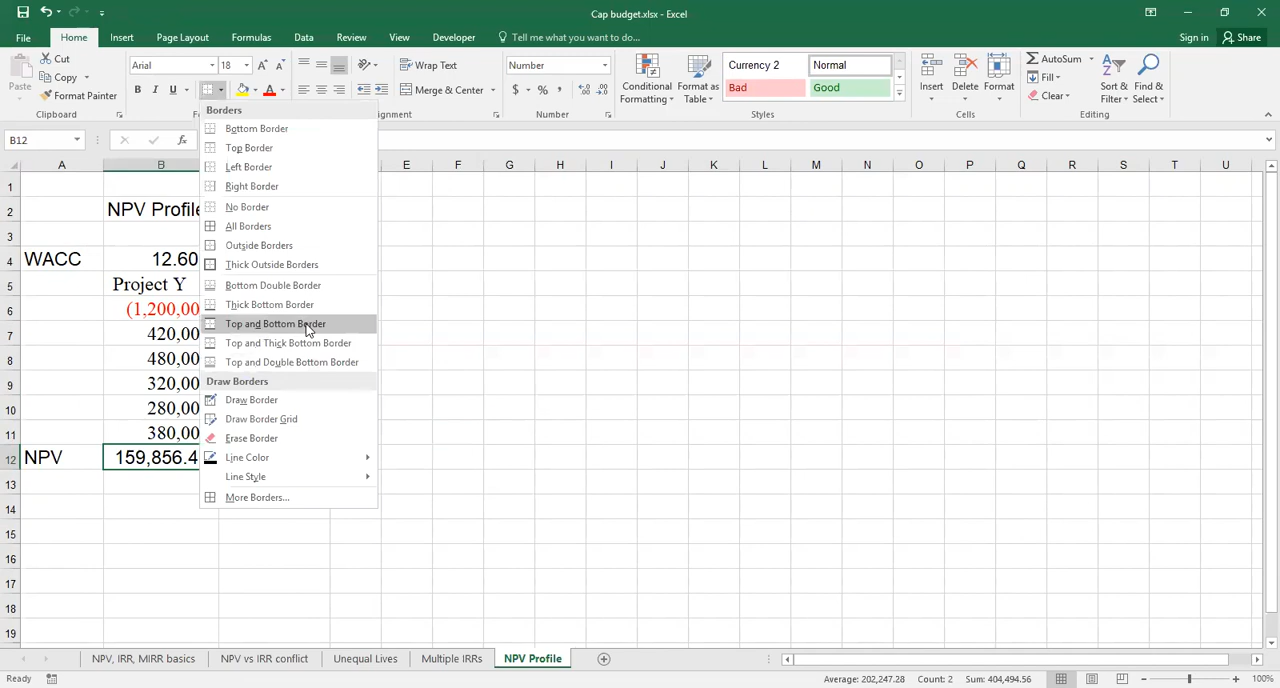 Cap budget.xlsx - Excel
File Home Insert Page Layout Formulas Data Review View Developer Tell me what you want to do... Sign in Share
Paste
Cut
Copy
Format Painter
Clipboard
Arial 18
B I U
Wrap Text
Merge & Center
Number
$ % ,
Number
Conditional Formatting
Format as Table
Currency 2 Normal
Bad Good
Styles
Insert Delete Format
Cells
AutoSum
Fill
Clear
Sort & Filter
Find & Select
Editing
B12 fx
A B E F G H I J K L M N O P Q R S T U
1
2 NPV Profile
3
4 WACC 12.60
5 Project Y
6 (1,200,00
7 420,00
8 480,00
9 320,00
10 280,00
11 380,00
12 NPV 159,856.4
13
14
15
16
17
18
19
Borders
Bottom Border
Top Border
Left Border
Right Border
No Border
All Borders
Outside Borders
Thick Outside Borders
Bottom Double Border
Thick Bottom Border
Top and Bottom Border
Top and Thick Bottom Border
Top and Double Bottom Border
Draw Borders
Draw Border
Draw Border Grid
Erase Border
Line Color
Line Style
More Borders...
NPV, IRR, MIRR basics NPV vs IRR conflict Unequal Lives Multiple IRRs NPV Profile
Ready Average: 202,247.28 Count: 2 Sum: 404,494.56 100%